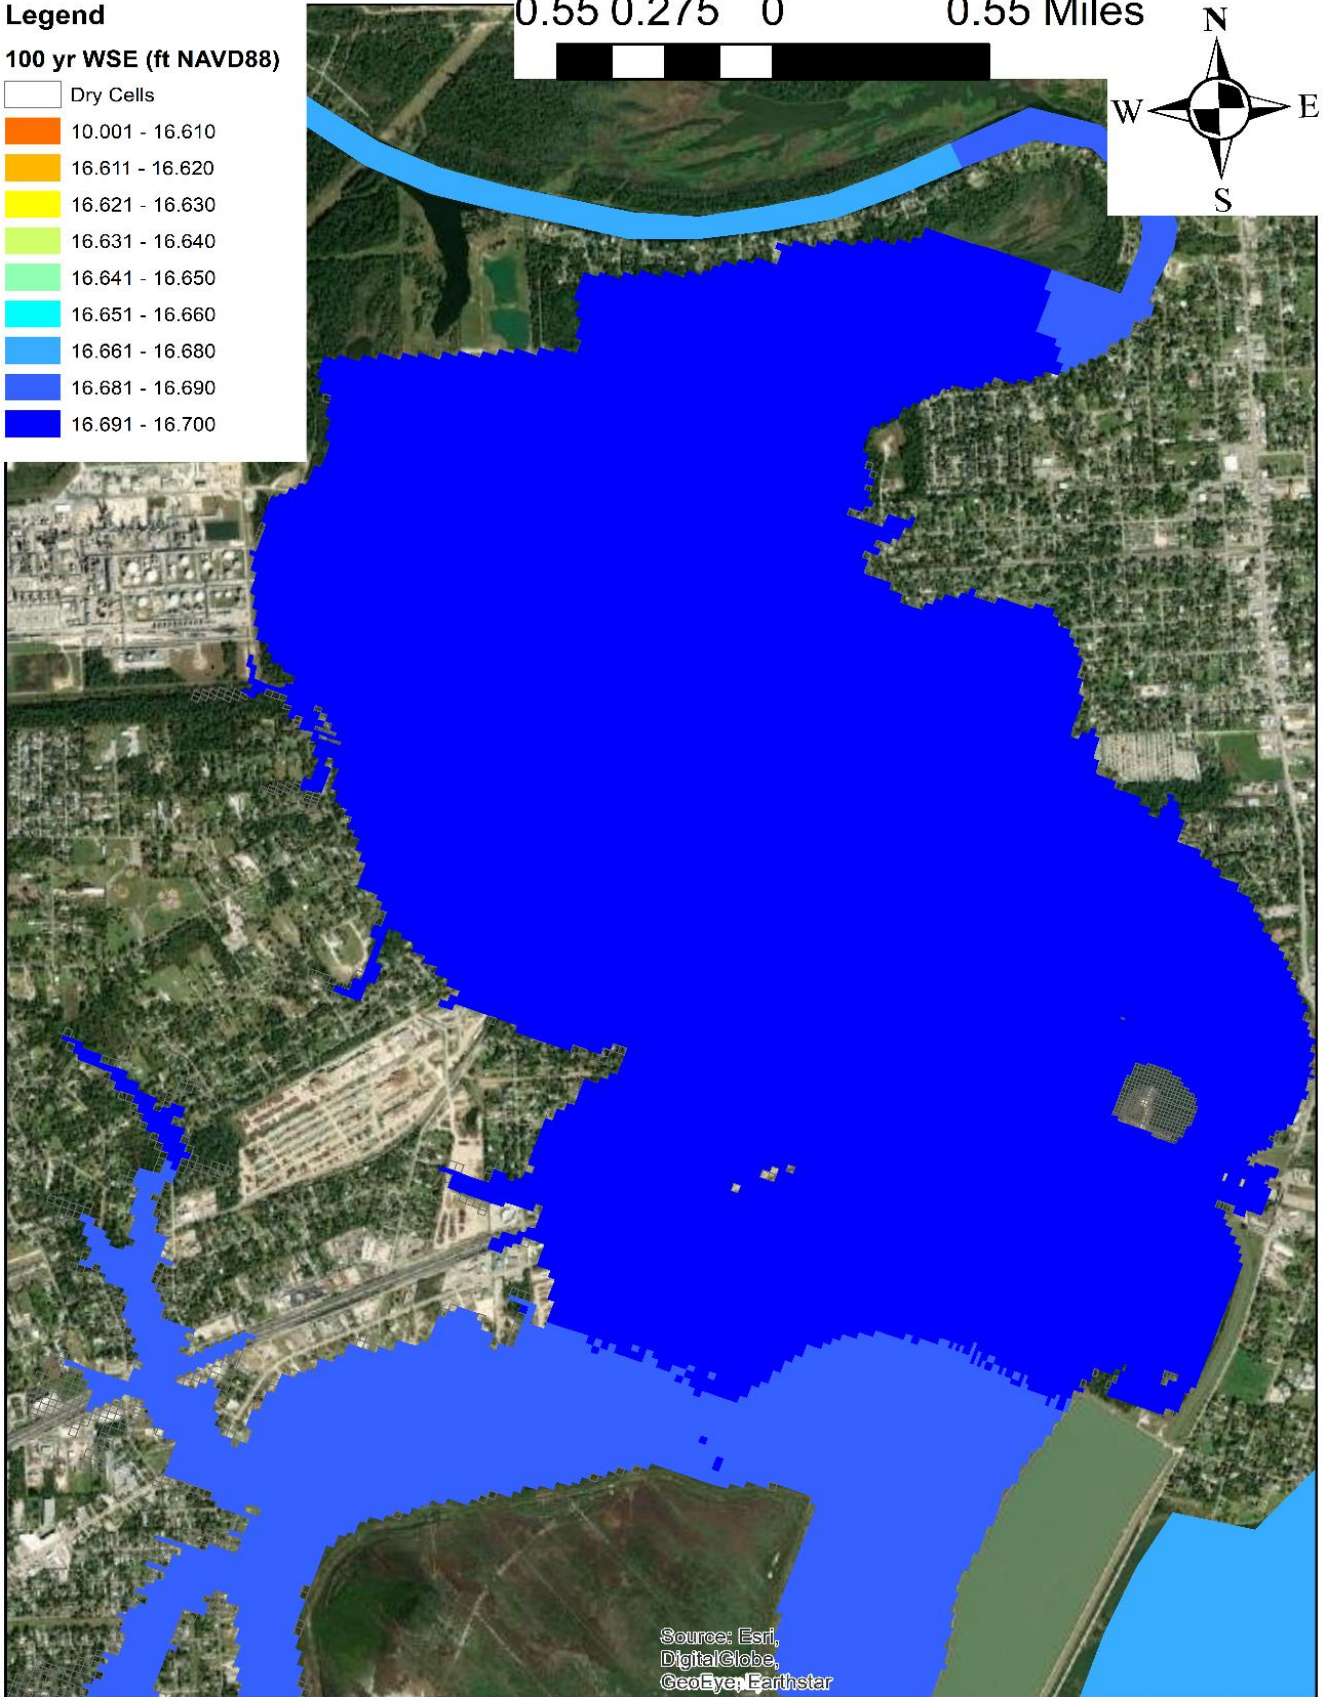 Legend
100 yr WSE (ft NAVD88)
Dry Cells
10.001 - 16.610
16.611 - 16.620
16.621 - 16.630
16.631 - 16.640
16.641 - 16.650
16.651 - 16.660
16.661 - 16.680
16.681 - 16.690
16.691 - 16.700
0.55 0.275 0 0.55 Miles
N
W E
S
Source: Esri,
DigitalGlobe,
GeoEye, Earthstar